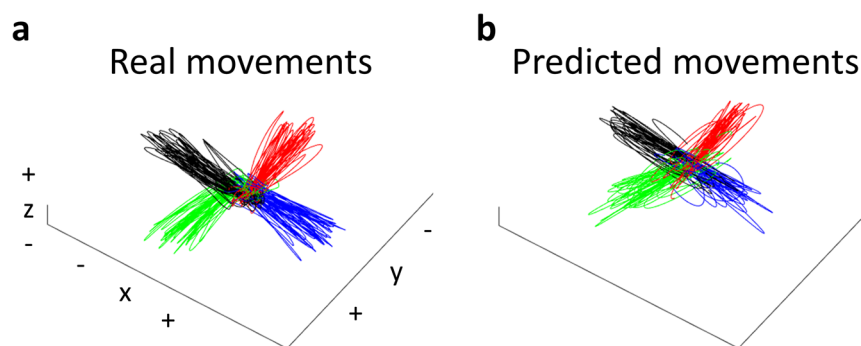 a
Real movements
+
z
-
-
x
+
+
y
-
b
Predicted movements